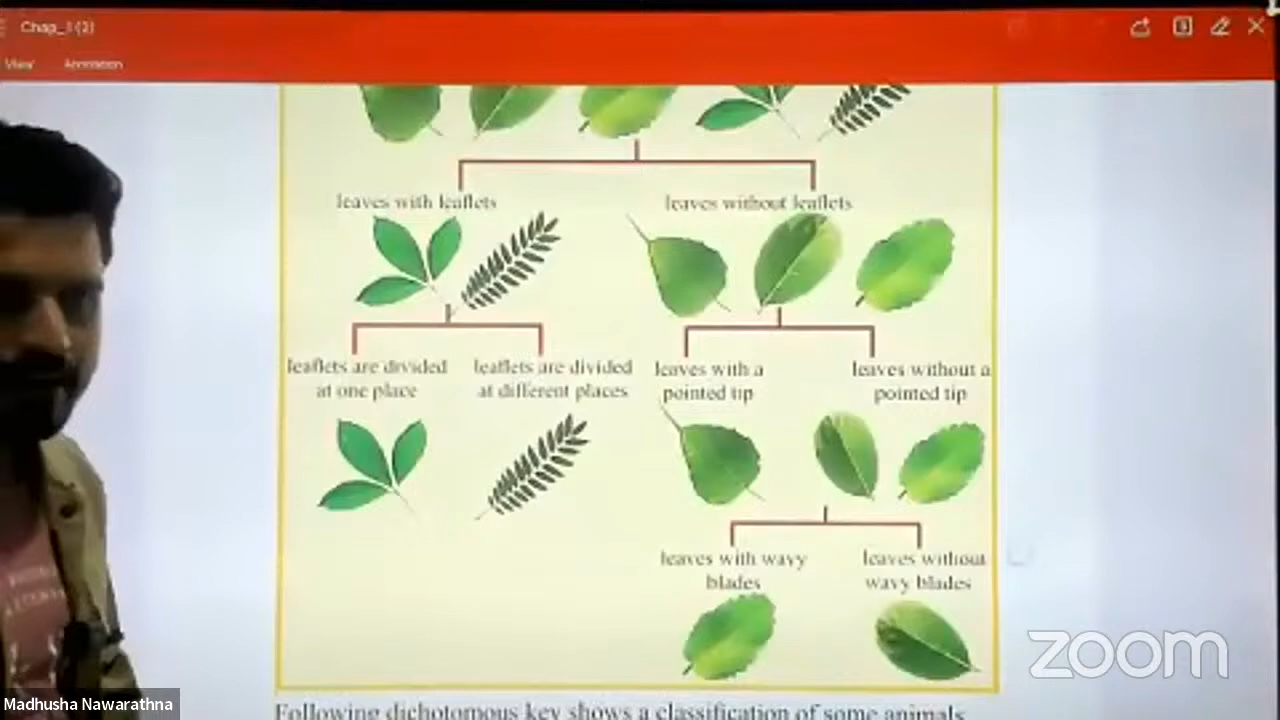 Chap_1 (2)
View Annotation
leaves with leaflets
leaves without leaflets
leaflets are divided
at one place
leaflets are divided
at different places
leaves with a
pointed tip
leaves without a
pointed tip
leaves with wavy
blades
leaves without
wavy blades
zoom
Madhusha Nawarathna
Following dichotomous key shows a classification of some animals